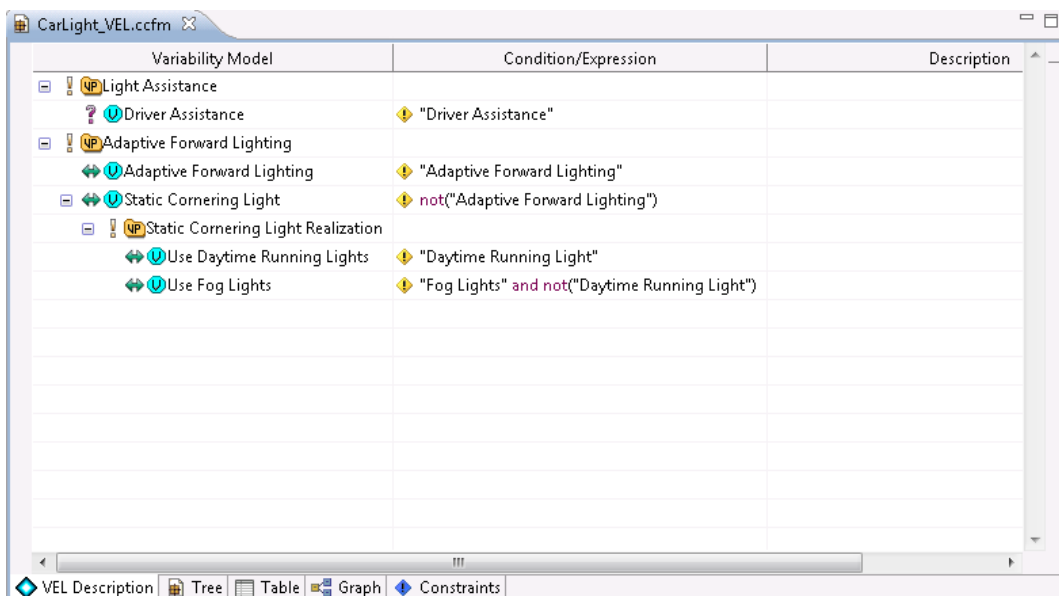 CarLight_VEL.ccfm
Variability Model Condition/Expression Description
! VP Light Assistance
? V Driver Assistance ! "Driver Assistance"
! VP Adaptive Forward Lighting
V Adaptive Forward Lighting ! "Adaptive Forward Lighting"
V Static Cornering Light ! not("Adaptive Forward Lighting")
! VP Static Cornering Light Realization
V Use Daytime Running Lights ! "Daytime Running Light"
V Use Fog Lights ! "Fog Lights" and not("Daytime Running Light")
VEL Description Tree Table Graph Constraints